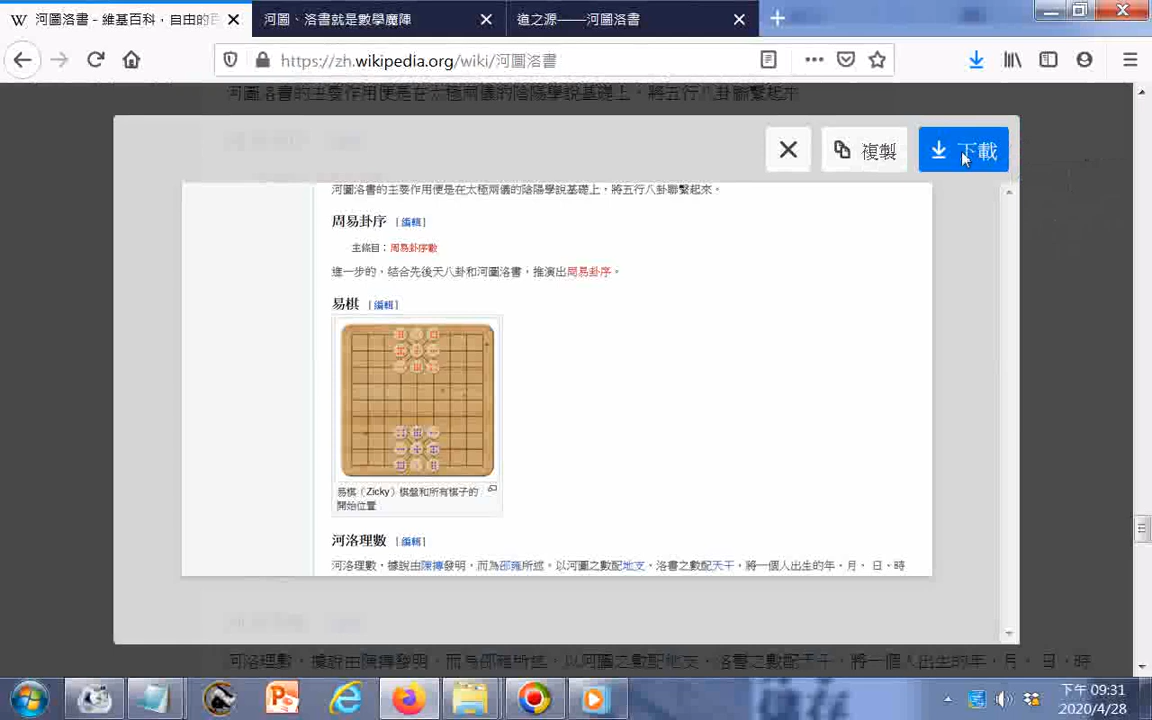 河圖洛書 - 維基百科，自由的百
河圖、洛書就是數學魔陣
道之源——河圖洛書
https://zh.wikipedia.org/wiki/河圖洛書
河圖洛書的主要作用便是在太極兩儀的陰陽學說基礎上，將五行八卦聯繫起來
複製
下載
河圖洛書的主要作用便是在太極兩儀的陰陽學說基礎上，將五行八卦聯繫起來。
周易卦序 [編輯]
主條目：周易卦序數
進一步的，結合先後天八卦和河圖洛書，推演出周易卦序。
易棋 [編輯]
易棋（Zicky）棋盤和所有棋子的
開始位置
河洛理數 [編輯]
河洛理數，據說由陳摶發明，而為邵雍所述。以河圖之數配地支，洛書之數配天干，將一個人出生的年、月、日、時
河洛理數，據說由陳摶發明，而為邵雍所述。以河圖之數配地支，洛書之數配天干，將一個人出生的年、月、日、時
下午 09:31
2020/4/28